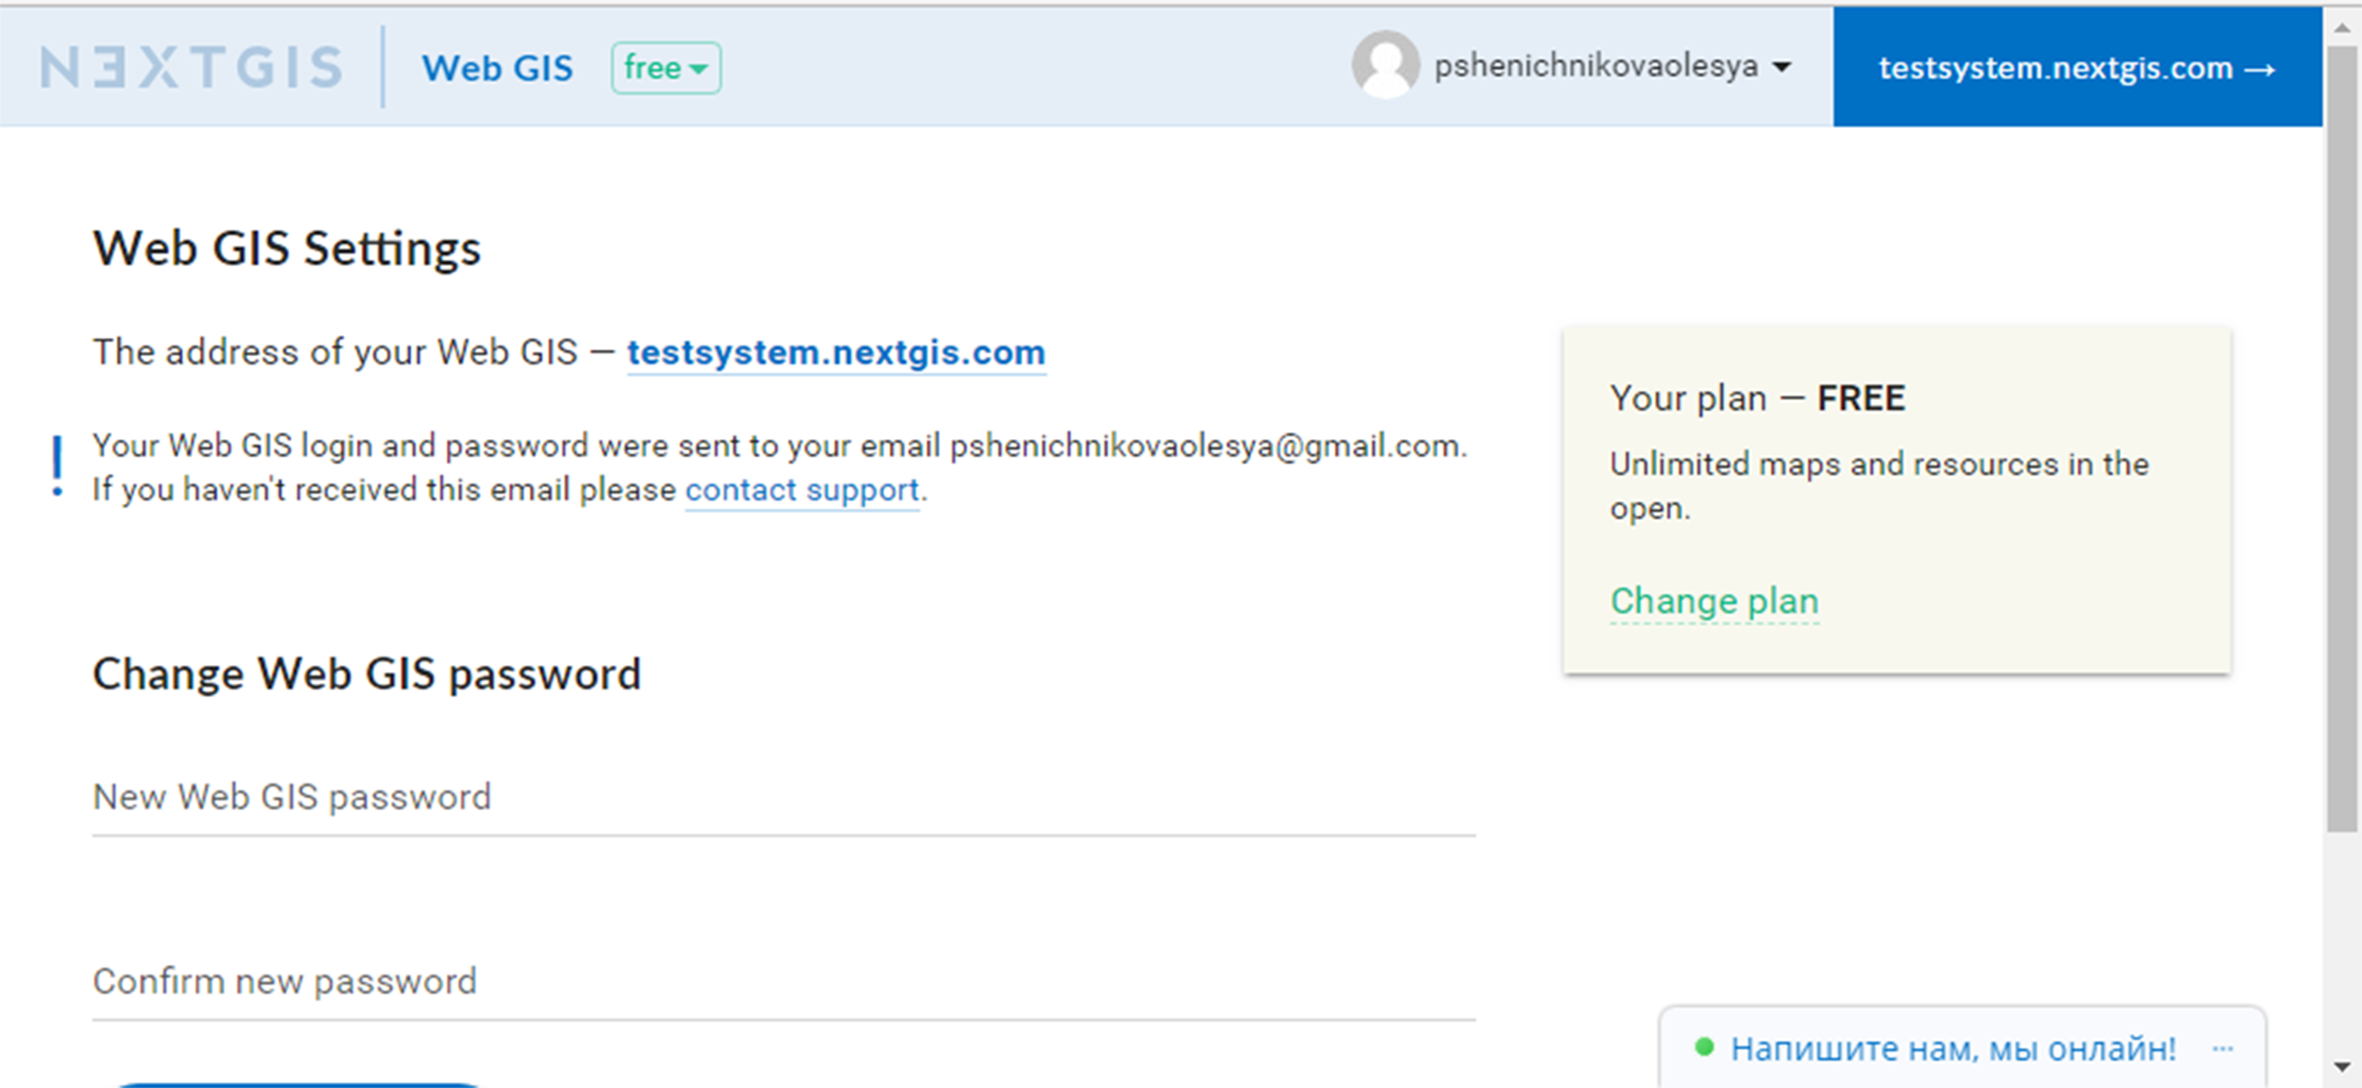 NEXTGIS
Web GIS
free
pshenichnikovaolesya
testsystem.nextgis.com →
Web GIS Settings
The address of your Web GIS — testsystem.nextgis.com
! Your Web GIS login and password were sent to your email pshenichnikovaolesya@gmail.com.
If you haven't received this email please contact support.
Your plan — FREE
Unlimited maps and resources in the
open.
Change plan
Change Web GIS password
New Web GIS password
Confirm new password
Напишите нам, мы онлайн! ...